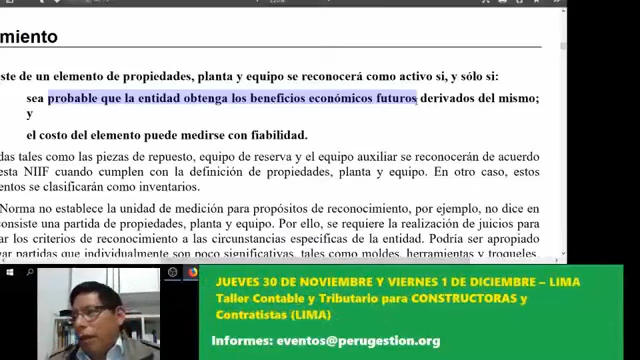 miento
ste de un elemento de propiedades, planta y equipo se reconocerá como activo si, y sólo si:
sea probable que la entidad obtenga los beneficios económicos futuros derivados del mismo;
y
el costo del elemento puede medirse con fiabilidad.
das tales como las piezas de repuesto, equipo de reserva y el equipo auxiliar se reconocerán de acuerdo
esta NIIF cuando cumplen con la definición de propiedades, planta y equipo. En otro caso, estos
entos se clasificarán como inventarios.
Norma no establece la unidad de medición para propósitos de reconocimiento, por ejemplo, no dice en
consiste una partida de propiedades, planta y equipo. Por ello, se requiere la realización de juicios para
ar los criterios de reconocimiento a las circunstancias específicas de la entidad. Podría ser apropiado
gar partidas que individualmente son poco significativas, tales como moldes, herramientas y troqueles,
JUEVES 30 DE NOVIEMBRE Y VIERNES 1 DE DICIEMBRE – LIMA
Taller Contable y Tributario para CONSTRUCTORAS y
Contratistas (LIMA)
Informes: eventos@perugestion.org